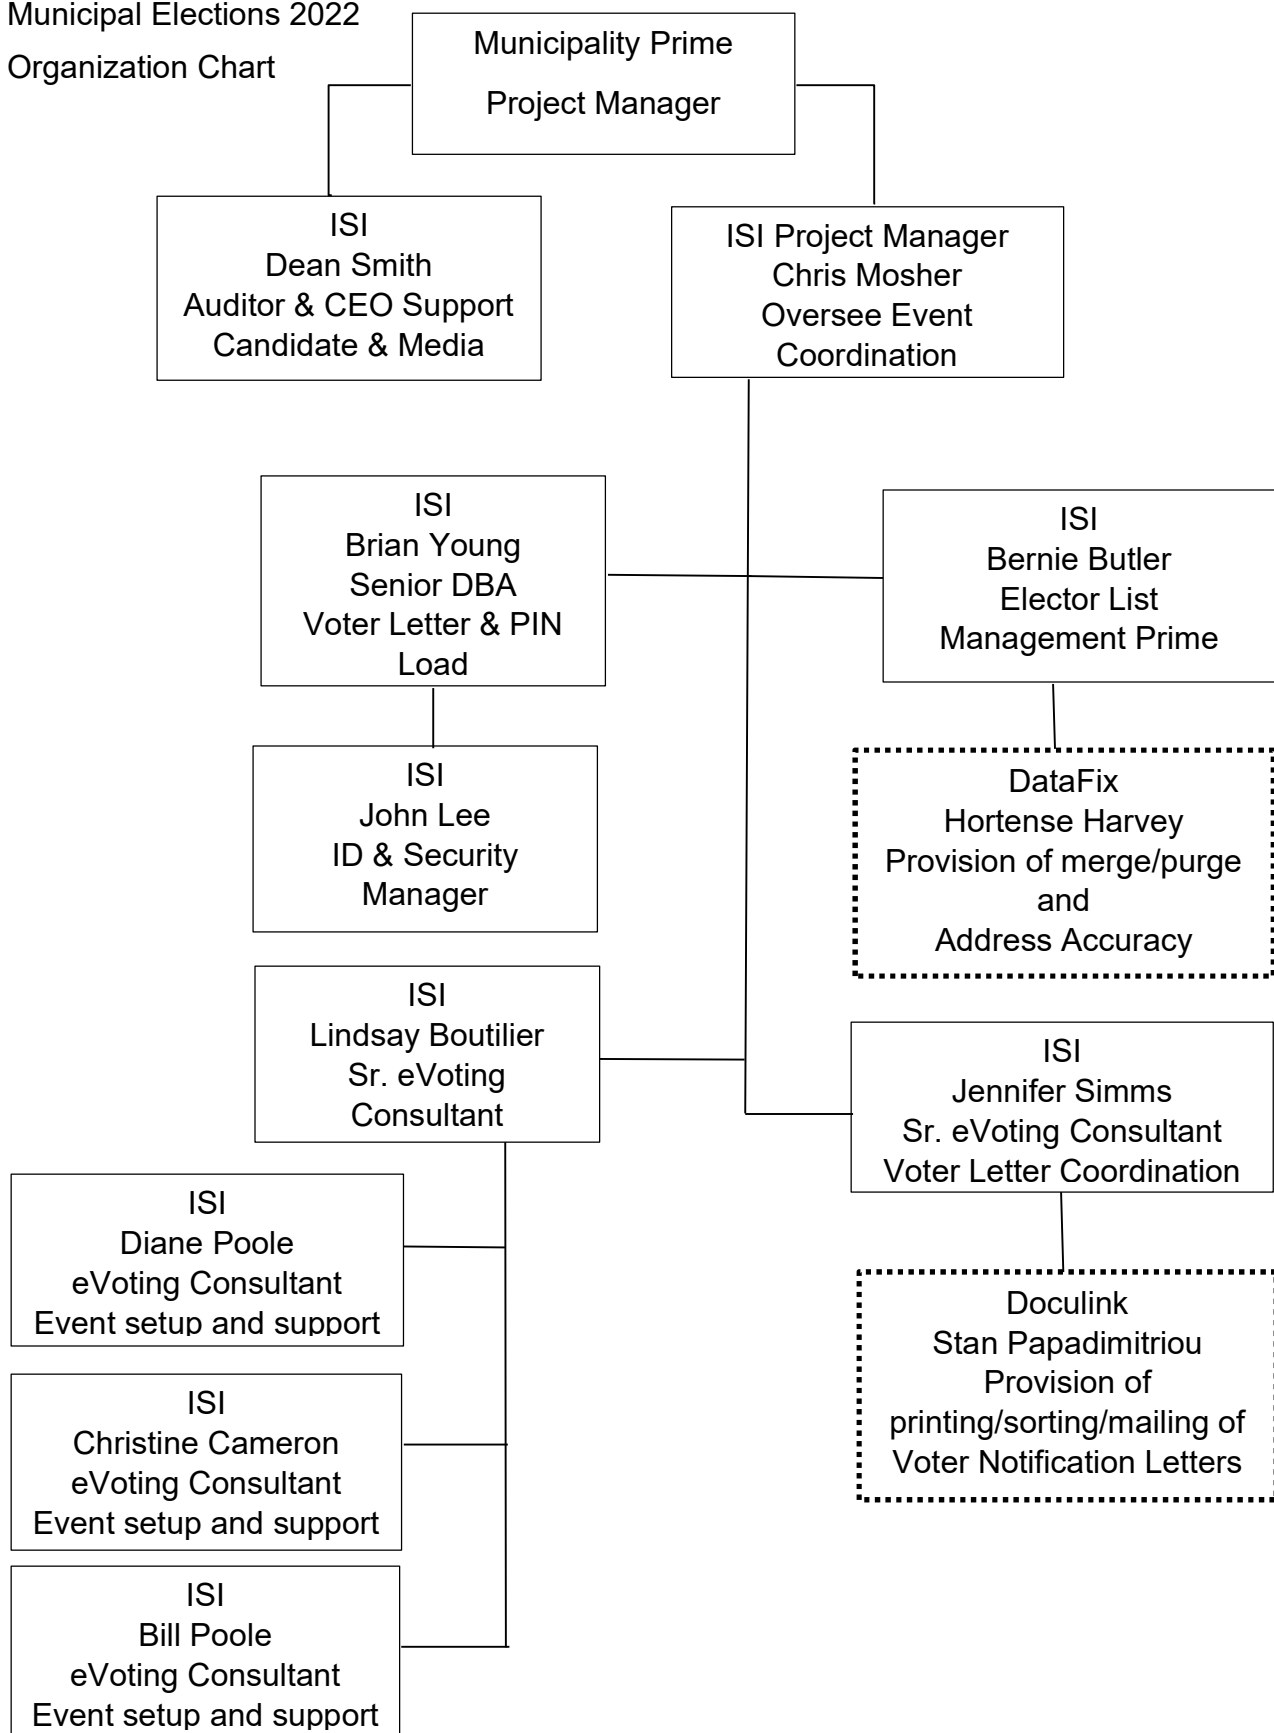 Municipal Elections 2022
Organization Chart
Municipality Prime
Project Manager
ISI
Dean Smith
Auditor & CEO Support
Candidate & Media
ISI Project Manager
Chris Mosher
Oversee Event
Coordination
ISI
Brian Young
Senior DBA
Voter Letter & PIN
Load
ISI
Bernie Butler
Elector List
Management Prime
ISI
John Lee
ID & Security
Manager
DataFix
Hortense Harvey
Provision of merge/purge
and
Address Accuracy
ISI
Lindsay Boutilier
Sr. eVoting
Consultant
ISI
Jennifer Simms
Sr. eVoting Consultant
Voter Letter Coordination
ISI
Diane Poole
eVoting Consultant
Event setup and support
Doculink
Stan Papadimitriou
Provision of
printing/sorting/mailing of
Voter Notification Letters
ISI
Christine Cameron
eVoting Consultant
Event setup and support
ISI
Bill Poole
eVoting Consultant
Event setup and support